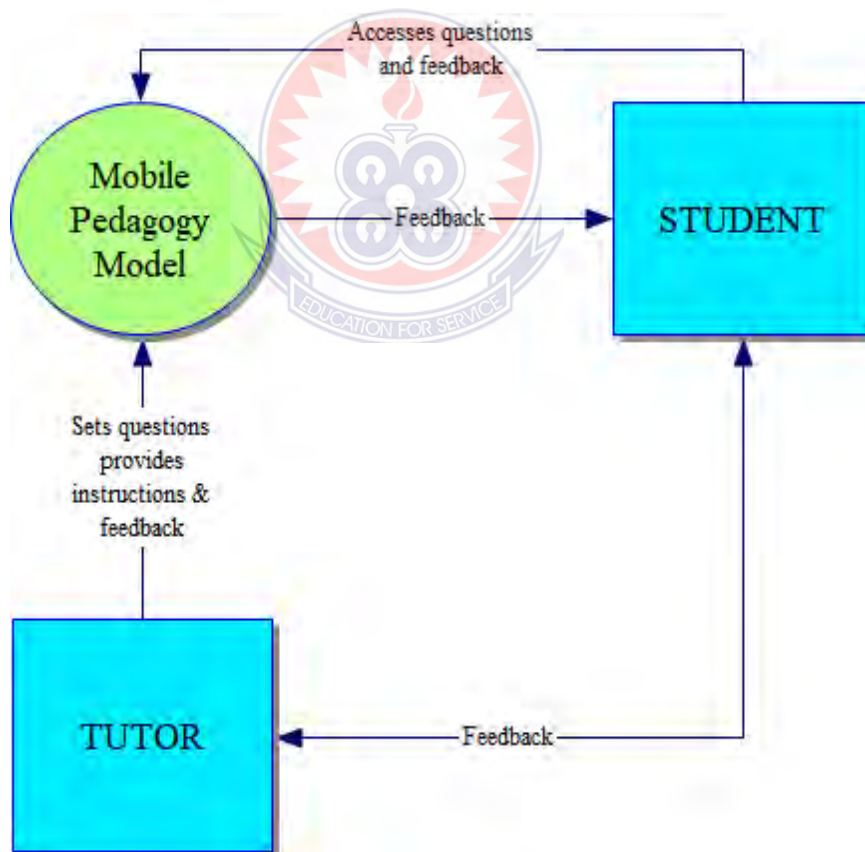 Accesses questions
and feedback
Mobile
Pedagogy
Model
Feedback
STUDENT
EDUCATION FOR SERVICE
Sets questions
provides
instructions &
feedback
TUTOR
Feedback